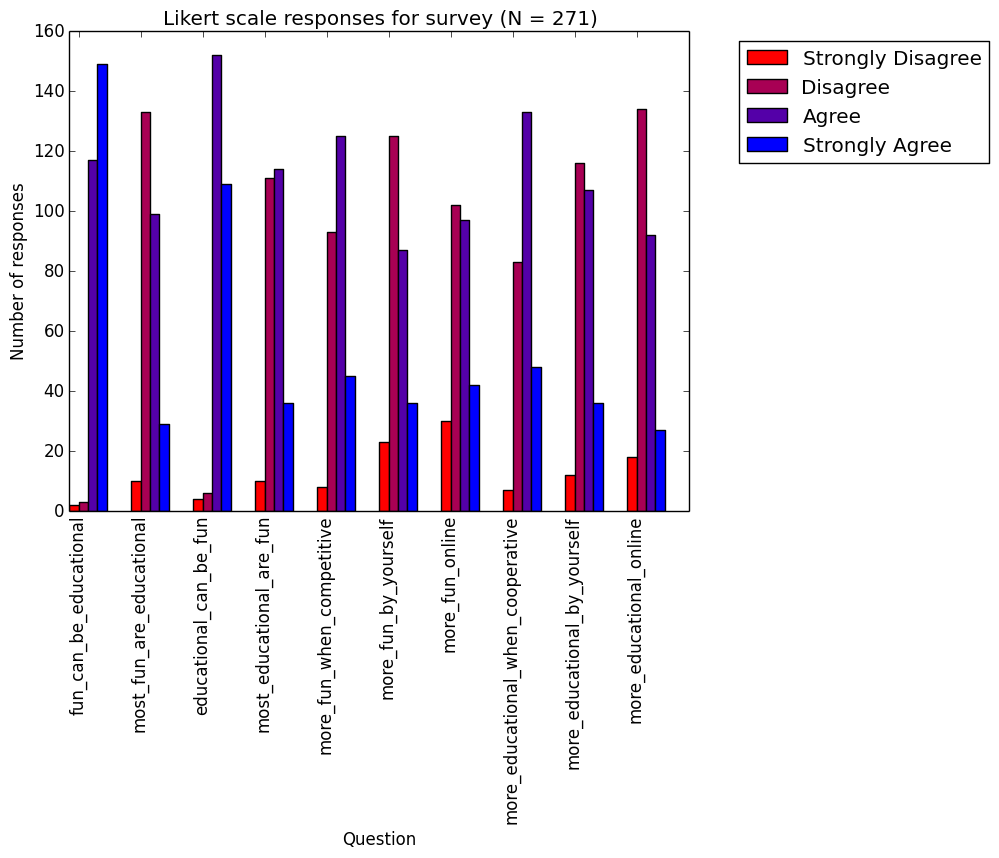 Likert scale responses for survey (N = 271)
160
140
120
100
80
60
40
20
0
Number of responses
fun_can_be_educational
most_fun_are_educational
educational_can_be_fun
most_educational_are_fun
more_fun_when_competitive
more_fun_by_yourself
more_fun_online
more_educational_when_cooperative
more_educational_by_yourself
more_educational_online
Question
Strongly Disagree
Disagree
Agree
Strongly Agree